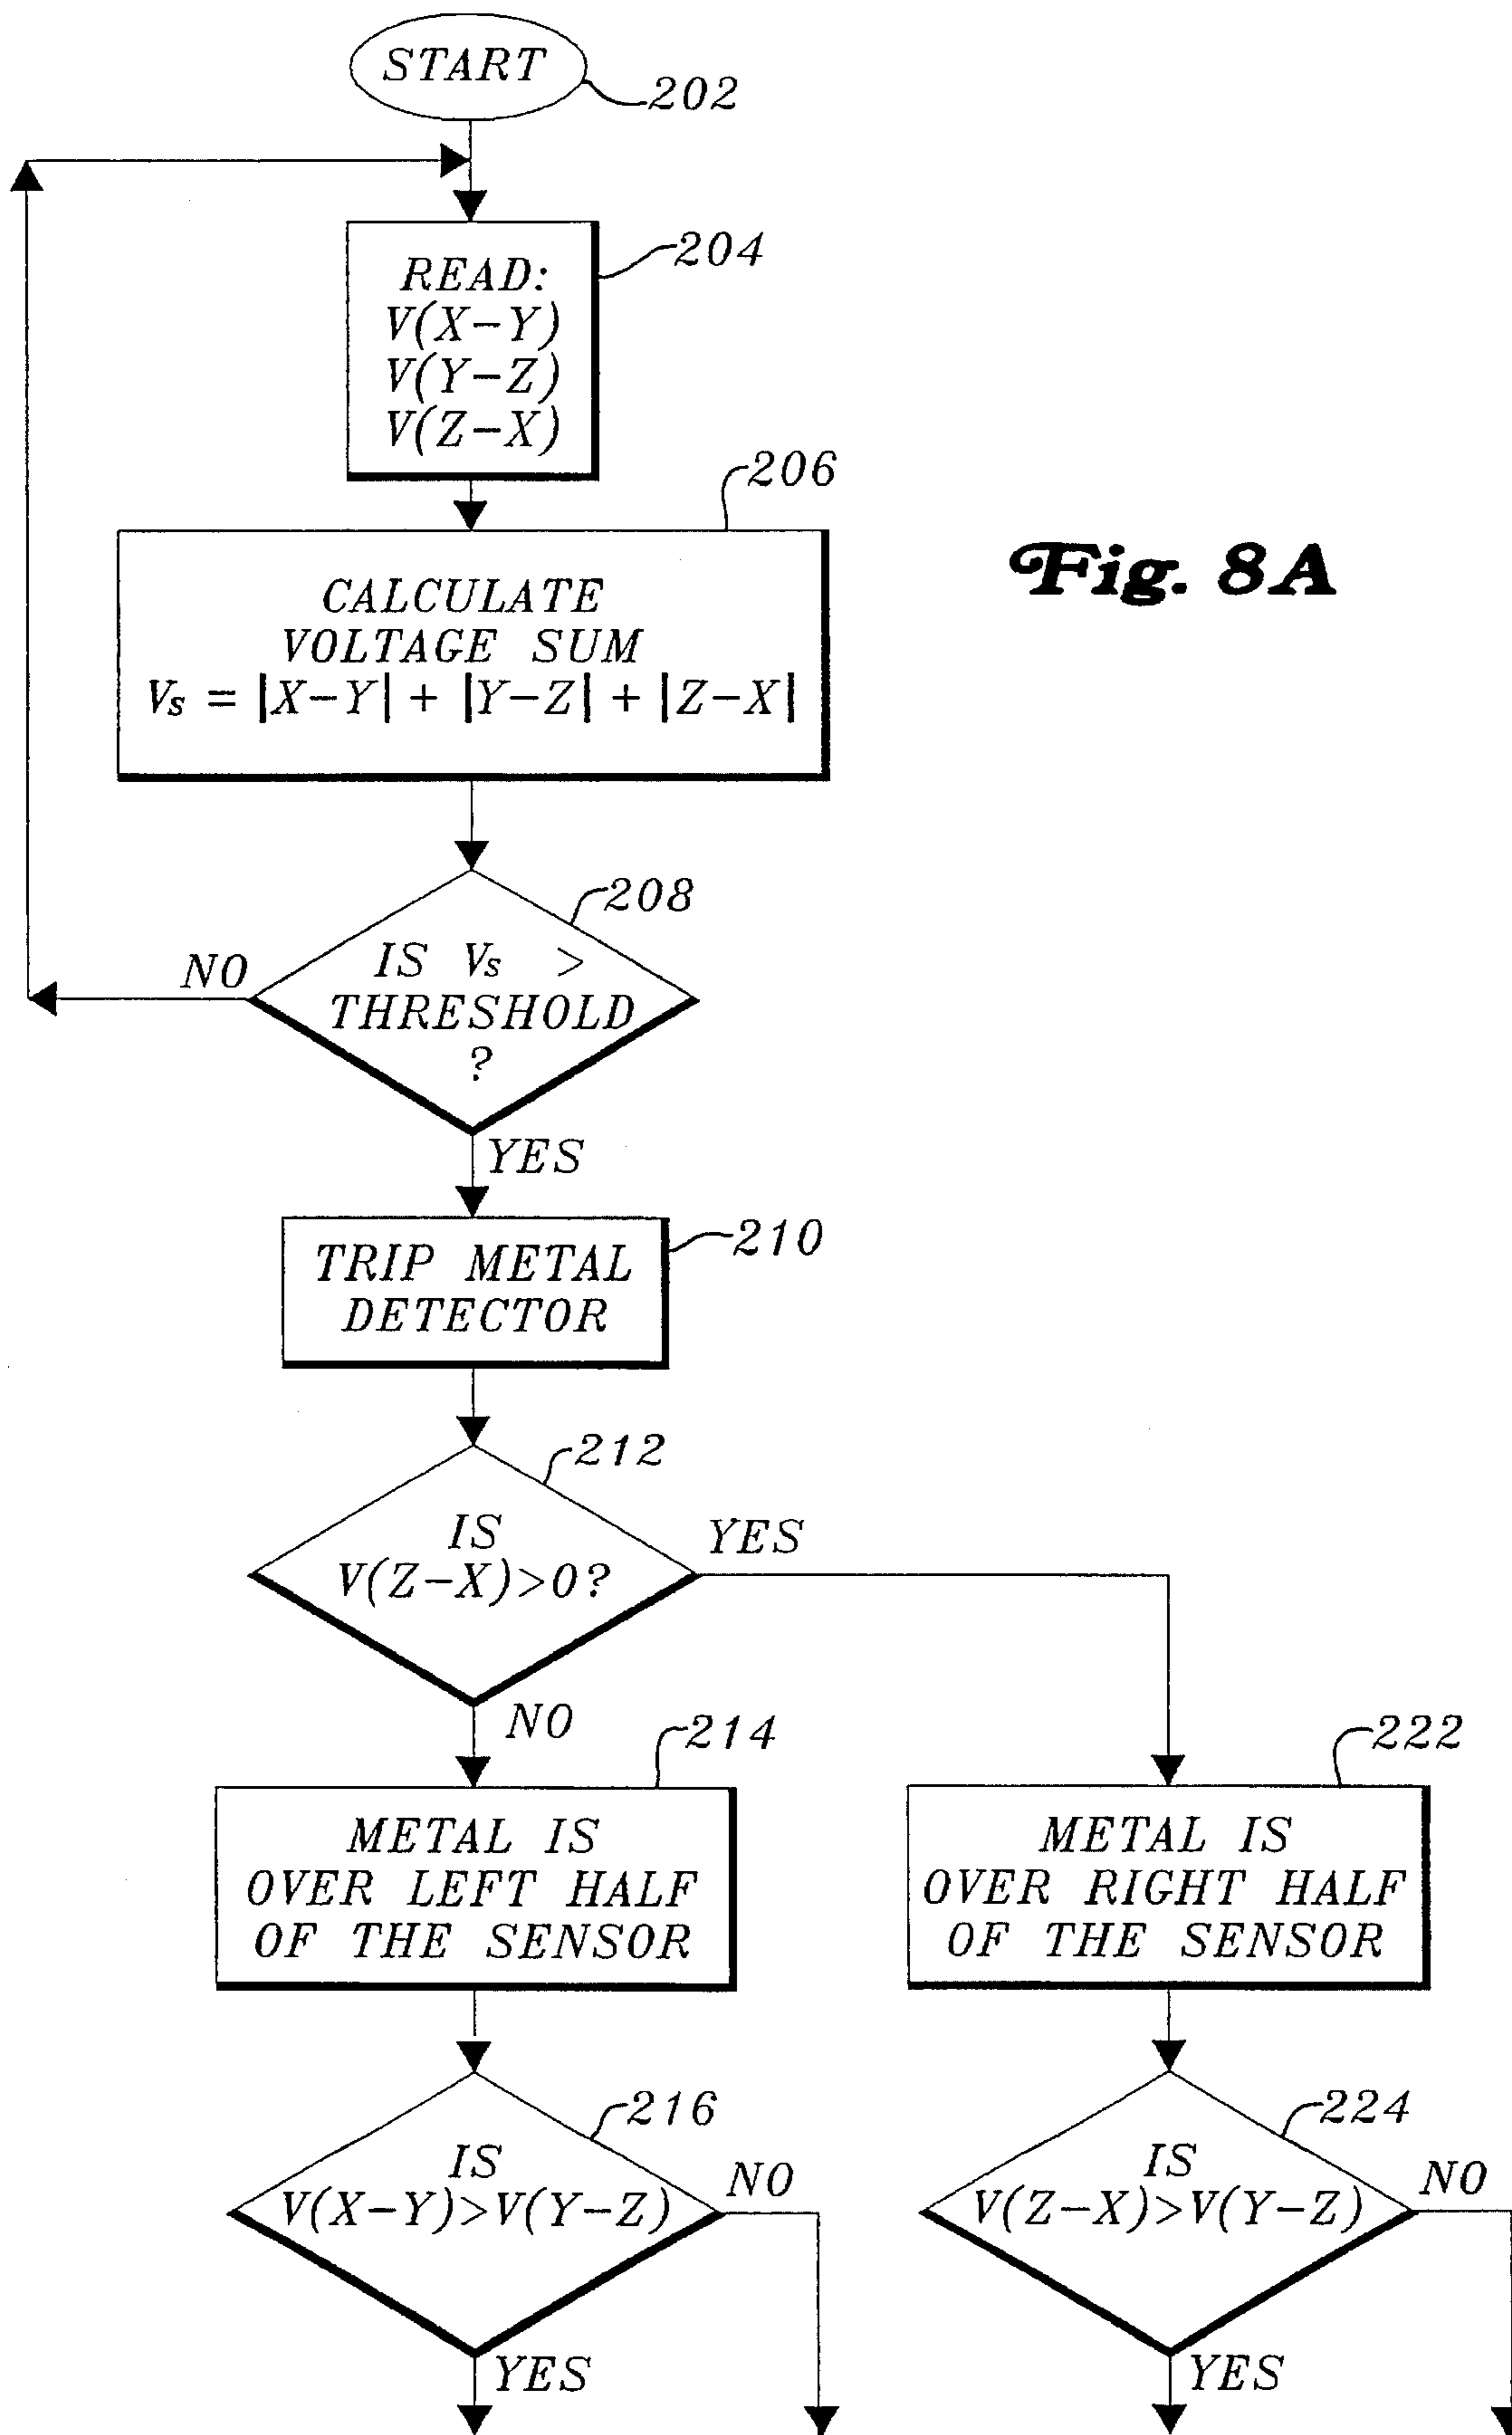 START
202
READ:
V(X-Y)
V(Y-Z)
V(Z-X)
204
206
CALCULATE
VOLTAGE SUM
Vs = |X-Y| + |Y-Z| + |Z-X|
Fig. 8A
208
IS Vs >
THRESHOLD
?
NO
YES
210
TRIP METAL
DETECTOR
212
IS
V(Z-X)>0?
YES
NO
214
METAL IS
OVER LEFT HALF
OF THE SENSOR
222
METAL IS
OVER RIGHT HALF
OF THE SENSOR
216
IS
V(X-Y)>V(Y-Z)
NO
YES
224
IS
V(Z-X)>V(Y-Z)
NO
YES